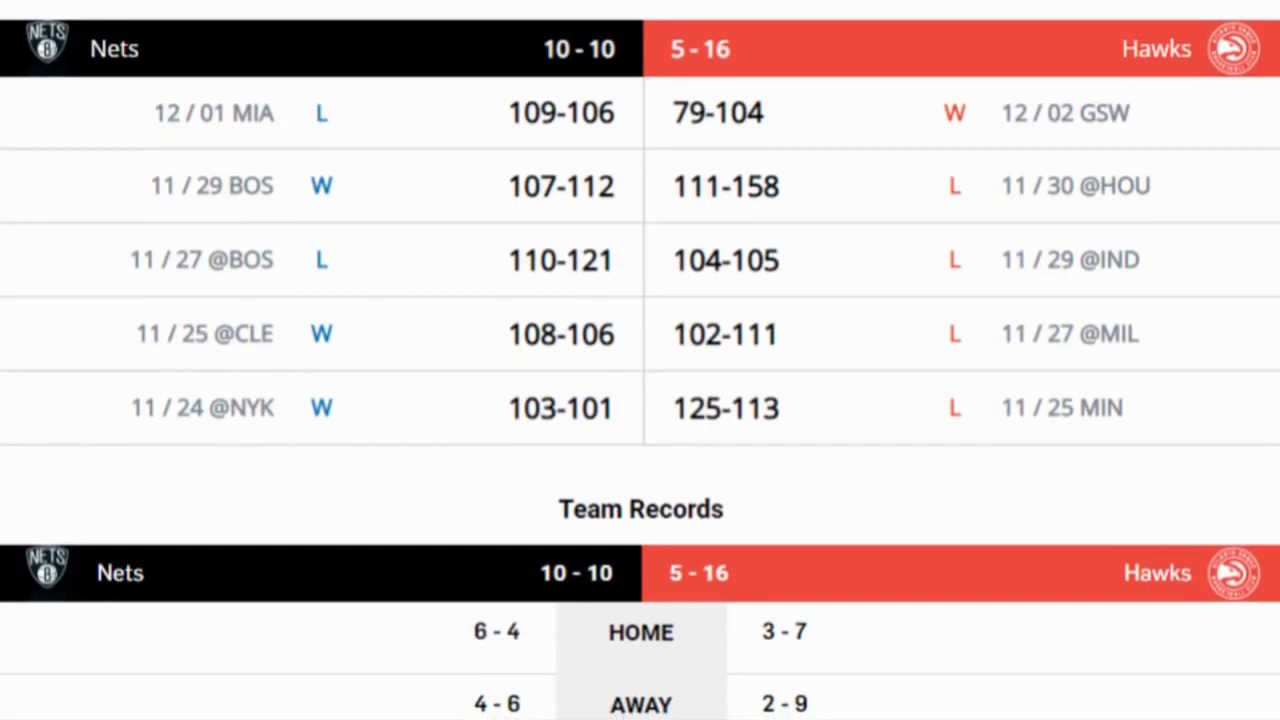 NETS B Nets 10 - 10 5 - 16 Hawks
12 / 01 MIA L 109-106 79-104 W 12 / 02 GSW
11 / 29 BOS W 107-112 111-158 L 11 / 30 @HOU
11 / 27 @BOS L 110-121 104-105 L 11 / 29 @IND
11 / 25 @CLE W 108-106 102-111 L 11 / 27 @MIL
11 / 24 @NYK W 103-101 125-113 L 11 / 25 MIN
Team Records
NETS B Nets 10 - 10 5 - 16 Hawks
6 - 4 HOME 3 - 7
4 - 6 AWAY 2 - 9